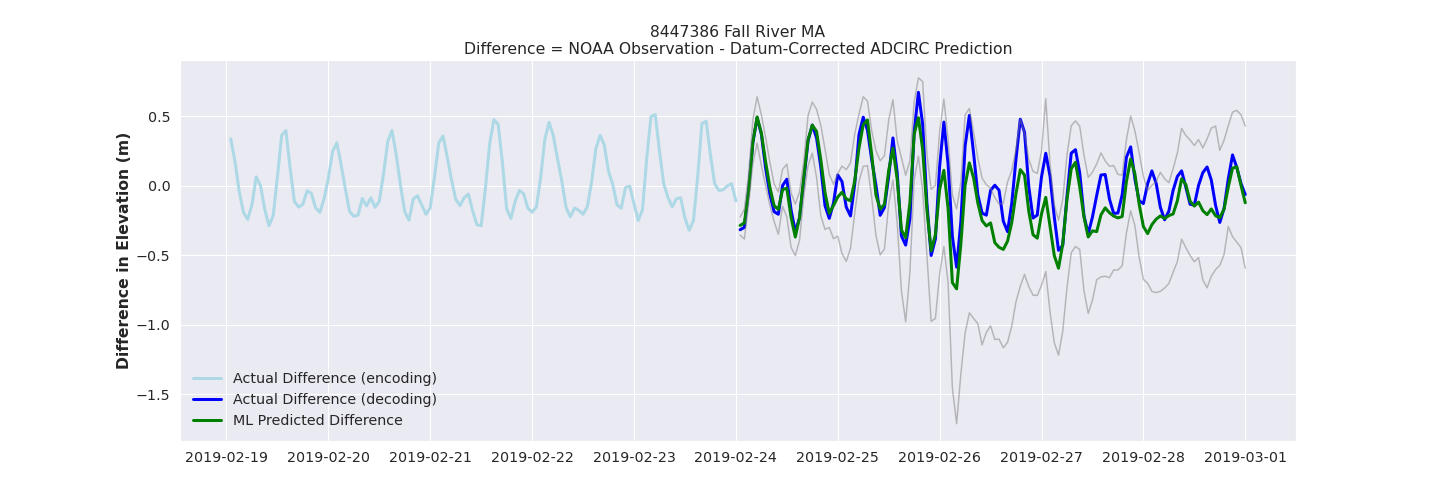 8447386 Fall River MA
Difference = NOAA Observation - Datum-Corrected ADCIRC Prediction
Difference in Elevation (m)
0.5
0.0
−0.5
−1.0
−1.5
Actual Difference (encoding)
Actual Difference (decoding)
ML Predicted Difference
2019-02-19 2019-02-20 2019-02-21 2019-02-22 2019-02-23 2019-02-24 2019-02-25 2019-02-26 2019-02-27 2019-02-28 2019-03-01